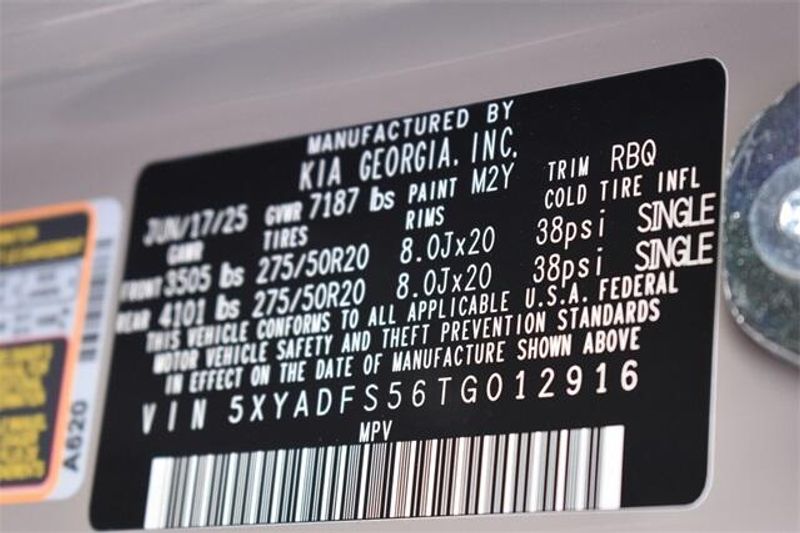 MANUFACTURED BY
KIA GEORGIA, INC.
JUN/17/25 GVWR 7187 lbs PAINT M2Y TRIM RBQ
GAWR TIRES RIMS COLD TIRE INFL
FRONT 3505 lbs 275/50R20 8.0Jx20 38psi SINGLE
REAR 4101 lbs 275/50R20 8.0Jx20 38psi SINGLE
THIS VEHICLE CONFORMS TO ALL APPLICABLE U.S.A. FEDERAL
MOTOR VEHICLE SAFETY AND THEFT PREVENTION STANDARDS
IN EFFECT ON THE DATE OF MANUFACTURE SHOWN ABOVE
VIN 5XYADFS56TG012916
MPV
A620